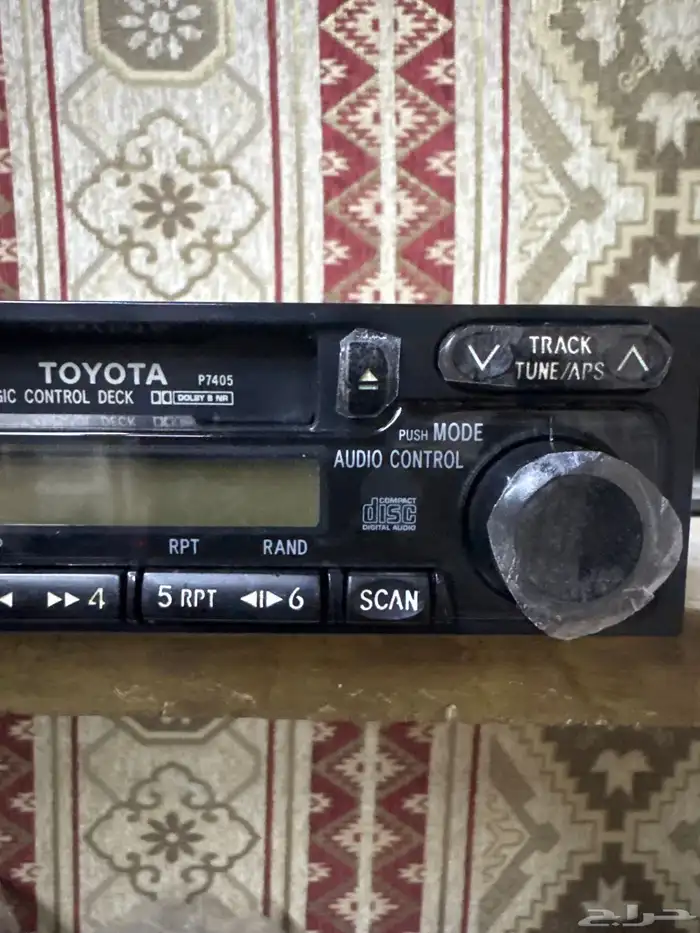 TOYOTA P7405
GIC CONTROL DECK DOLBY B NR
TRACK
TUNE/APS
PUSH MODE
AUDIO CONTROL
COMPACT
disc
DIGITAL AUDIO
RPT RAND
4 5 RPT 6 SCAN
حراج